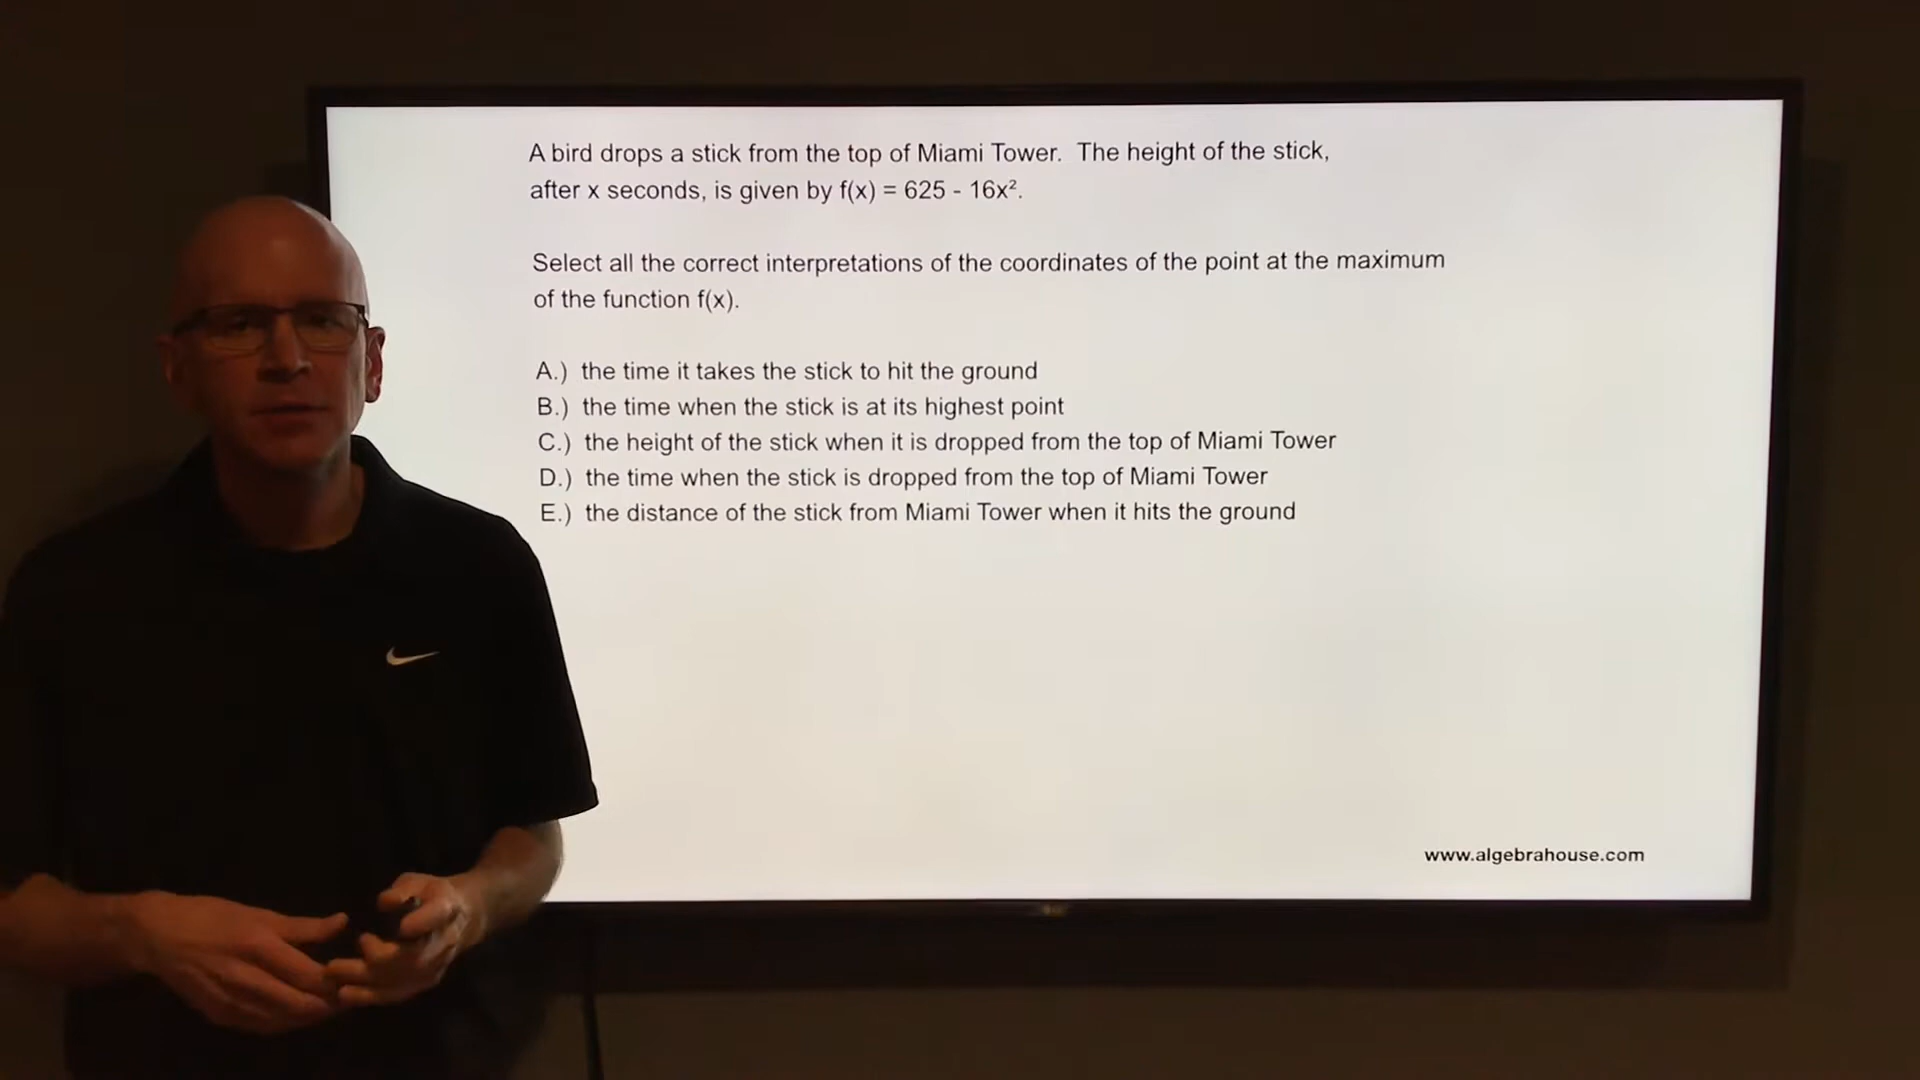 A bird drops a stick from the top of Miami Tower.  The height of the stick,
after x seconds, is given by f(x) = 625 - 16x².
Select all the correct interpretations of the coordinates of the point at the maximum
of the function f(x).
A.)  the time it takes the stick to hit the ground
B.)  the time when the stick is at its highest point
C.)  the height of the stick when it is dropped from the top of Miami Tower
D.)  the time when the stick is dropped from the top of Miami Tower
E.)  the distance of the stick from Miami Tower when it hits the ground
www.algebrahouse.com